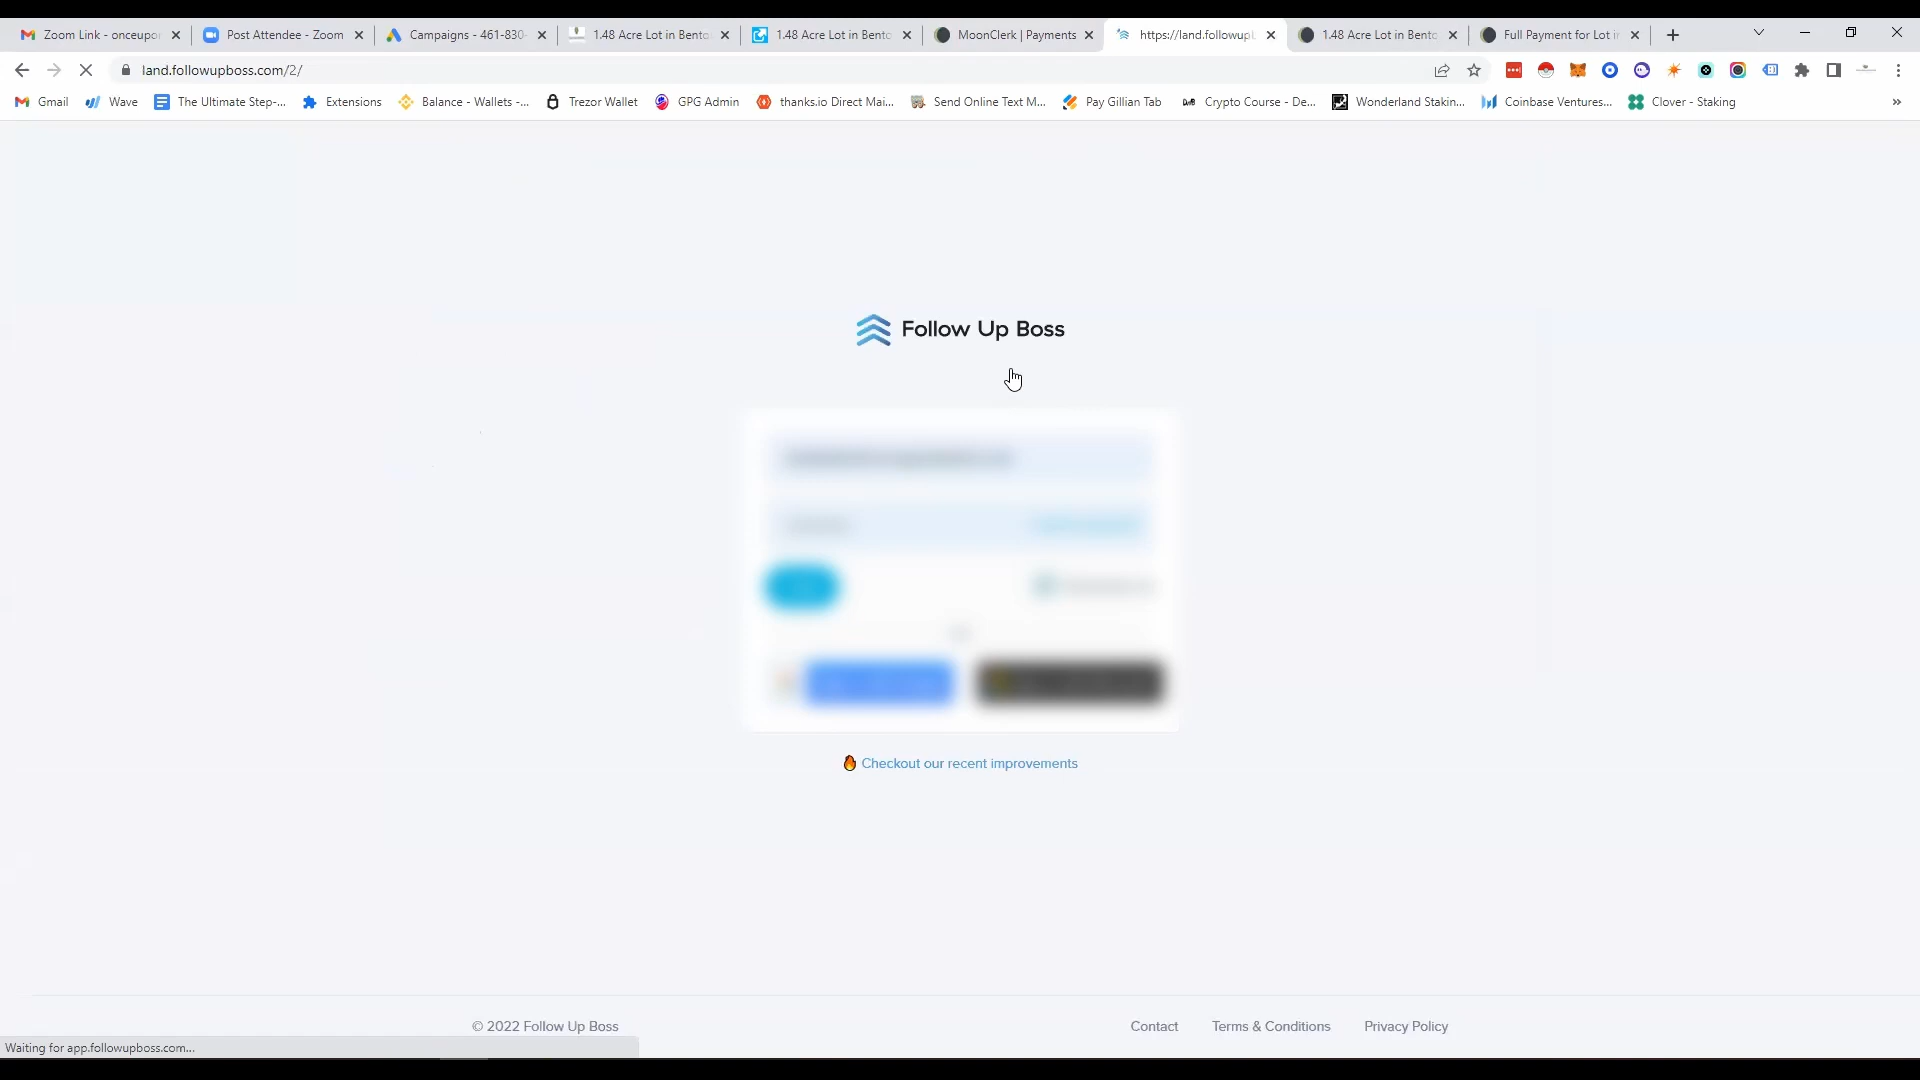 Zoom Link - onceupor
Post Attendee - Zoom
Campaigns - 461-830-
1.48 Acre Lot in Bento
1.48 Acre Lot in Bento
MoonClerk | Payments
https://land.followupb
1.48 Acre Lot in Bento
Full Payment for Lot in
land.followupboss.com/2/
Gmail
Wave
The Ultimate Step-...
Extensions
Balance - Wallets -...
Trezor Wallet
GPG Admin
thanks.io Direct Mai...
Send Online Text M...
Pay Gillian Tab
Crypto Course - De...
Wonderland Stakin...
Coinbase Ventures...
Clover - Staking
Follow Up Boss
Checkout our recent improvements
© 2022 Follow Up Boss
Contact
Terms & Conditions
Privacy Policy
Waiting for app.followupboss.com...